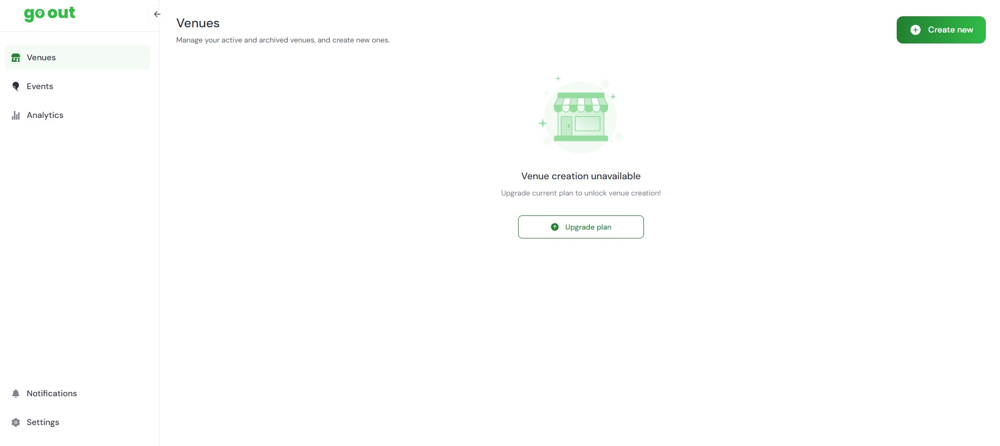 go out
Venues
Events
Analytics
Notifications
Settings
Venues
Manage your active and archived venues, and create new ones.
Create new
Venue creation unavailable
Upgrade current plan to unlock venue creation!
Upgrade plan